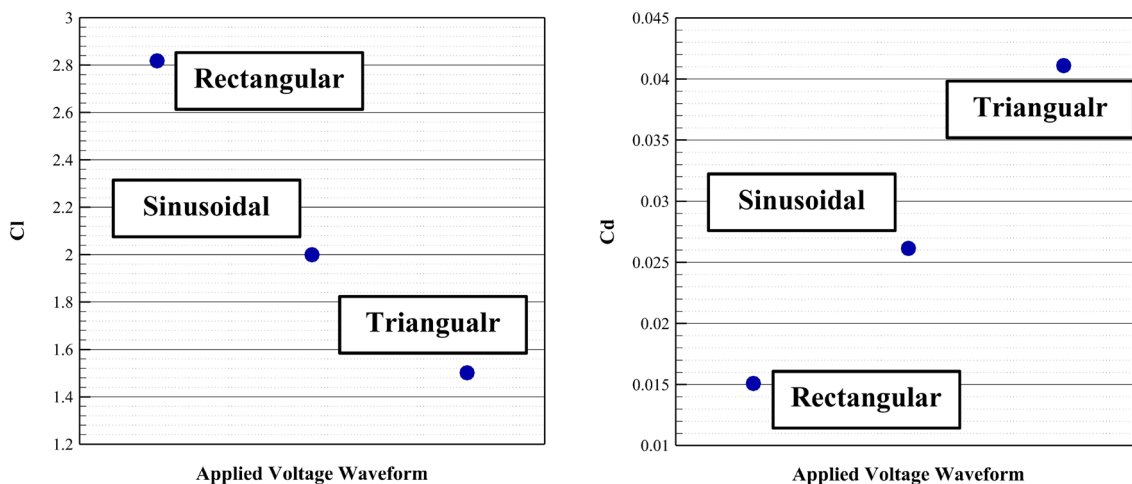 3
2.8
2.6
2.4
2.2
2
1.8
1.6
1.4
1.2
Cl
Rectangular
Sinusoidal
Triangualr
Applied Voltage Waveform
0.045
0.04
0.035
0.03
0.025
0.02
0.015
0.01
Cd
Triangualr
Sinusoidal
Rectangular
Applied Voltage Waveform